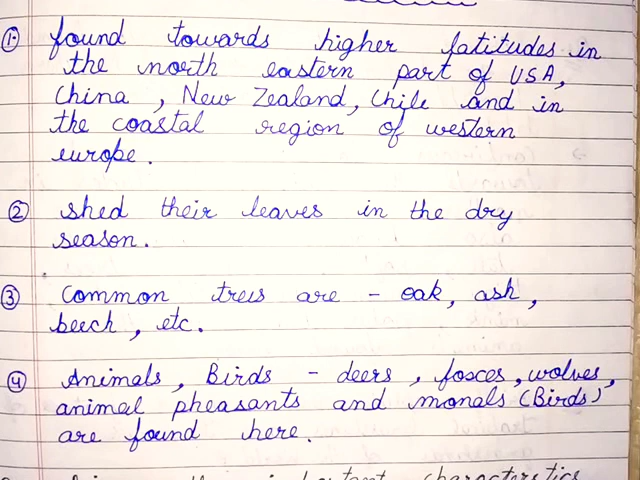 ① found towards higher latitudes in
the north eastern part of USA,
China, New Zealand, Chile and in
the coastal region of western
europe.
② shed their leaves in the dry
season.
③ Common trees are - oak, ash,
beech, etc.
④ Animals, Birds - deers, foxes, wolves,
animal pheasants and monals (Birds)
are found here.
characterstics